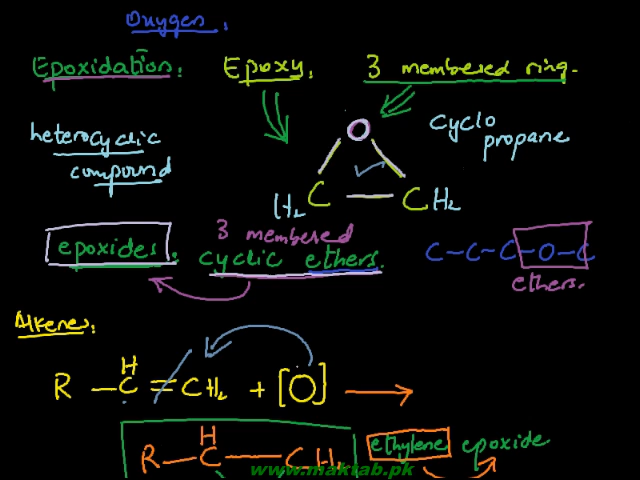 Oxygen.
Epoxidation. Epoxy. 3 membered ring.
heterocyclic compound
O
cyclo propane
H₂C — CH₂
epoxides. 3 membered cyclic ethers.
C-C-C-O-C
ethers.
Alkenes.
H
R — C = CH₂ + [O] →
H
R — C — CH₂ ethylene epoxide
www.maktab.pk